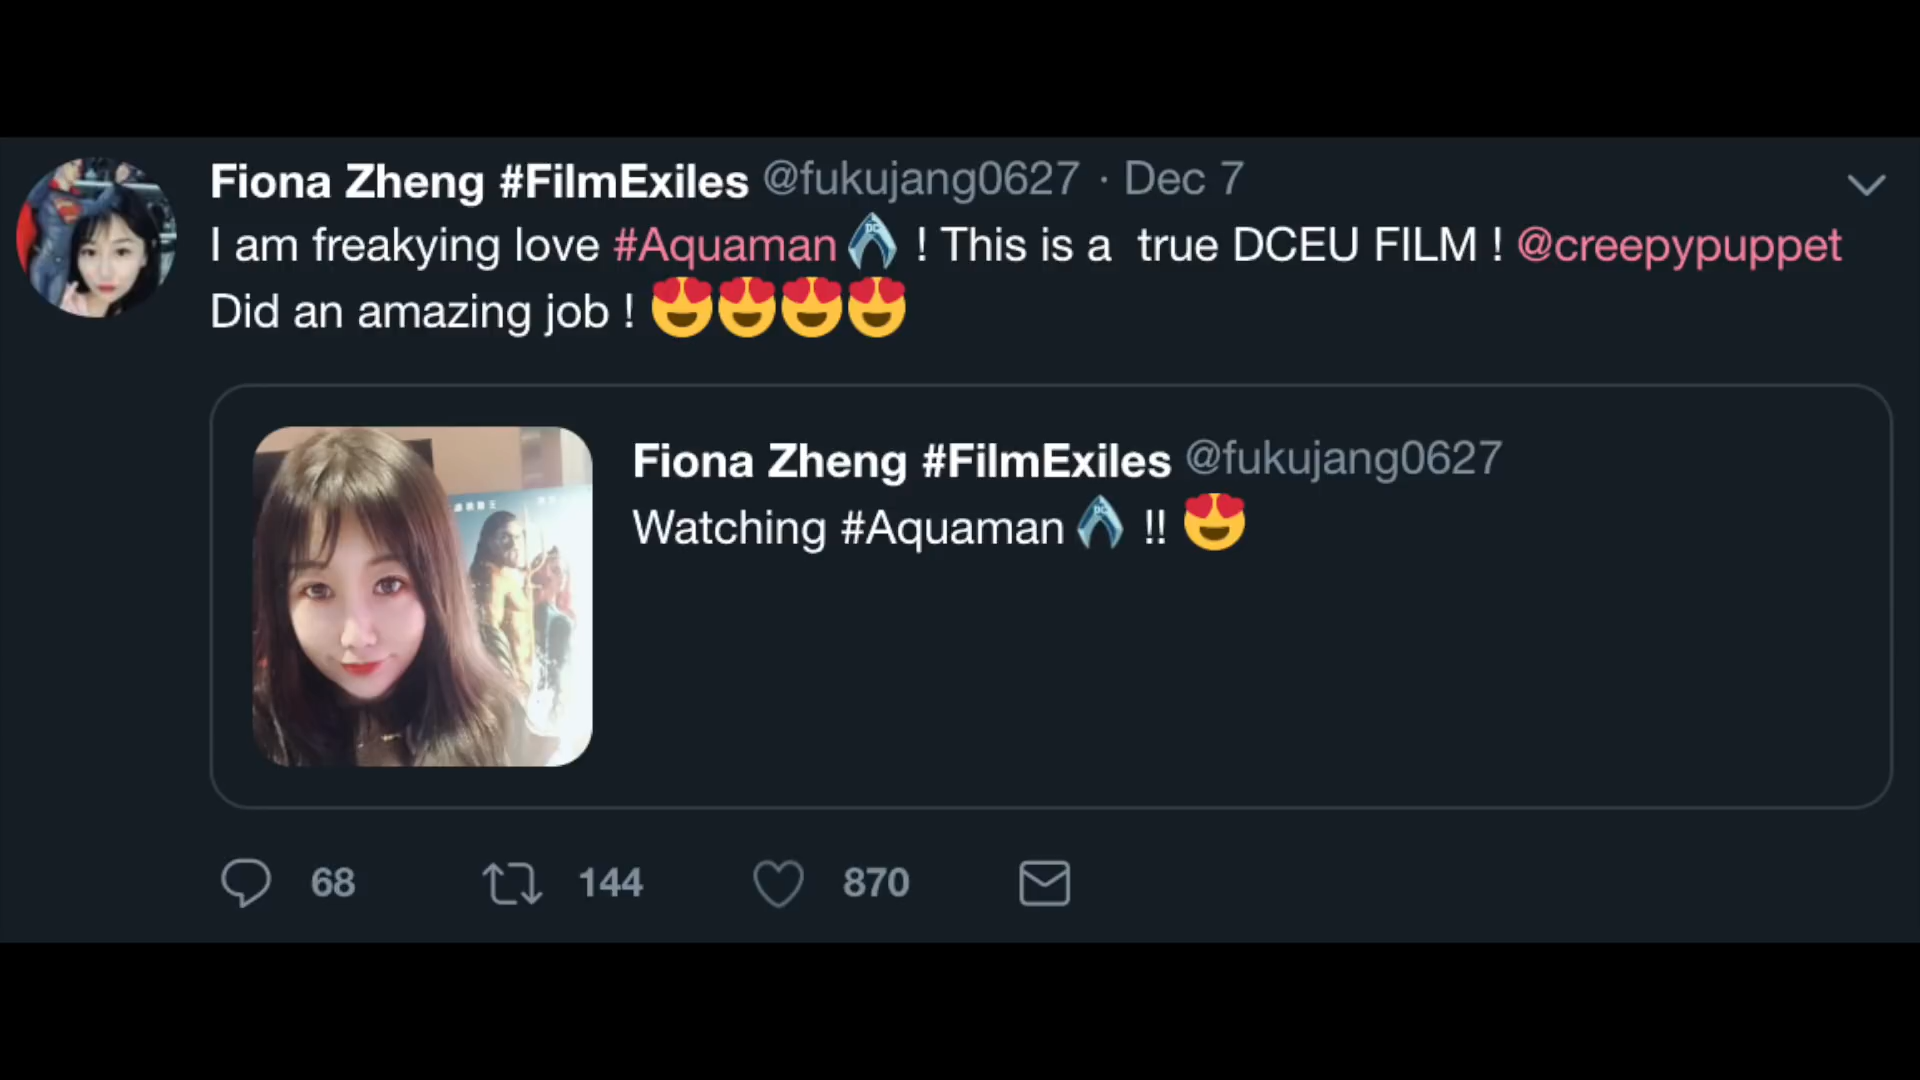 Fiona Zheng #FilmExiles @fukujang0627 · Dec 7
I am freakying love #Aquaman ! This is a true DCEU FILM ! @creepypuppet
Did an amazing job ! 😍😍😍😍
Fiona Zheng #FilmExiles @fukujang0627
Watching #Aquaman !! 😍
68 144 870